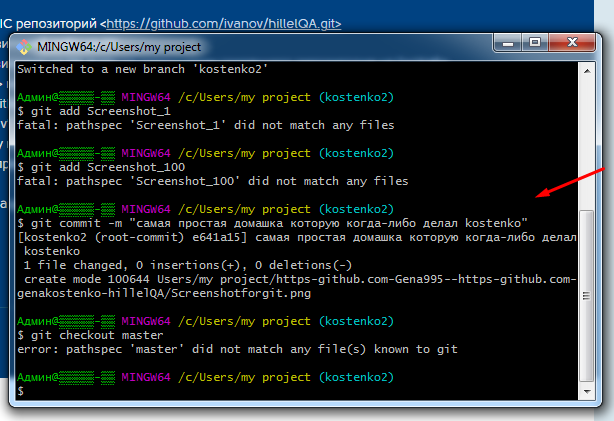 IC репозиторий <https://github.com/ivanov/hillelQA.git>
MINGW64:/c/Users/my project
Switched to a new branch 'kostenko2'
Админ@▒▒▒▒▒-▒▒ MINGW64 /c/Users/my project (kostenko2)
$ git add Screenshot_1
fatal: pathspec 'Screenshot_1' did not match any files
Админ@▒▒▒▒▒-▒▒ MINGW64 /c/Users/my project (kostenko2)
$ git add Screenshot_100
fatal: pathspec 'Screenshot_100' did not match any files
Админ@▒▒▒▒▒-▒▒ MINGW64 /c/Users/my project (kostenko2)
$ git commit -m "самая простая домашка которую когда-либо делал kostenko"
[kostenko2 (root-commit) e641a15] самая простая домашка которую когда-либо делал
kostenko
1 file changed, 0 insertions(+), 0 deletions(-)
create mode 100644 Users/my project/https-github.com-Gena995--https-github.com-
genakostenko-hillelQA/Screenshotforgit.png
Админ@▒▒▒▒▒-▒▒ MINGW64 /c/Users/my project (kostenko2)
$ git checkout master
error: pathspec 'master' did not match any file(s) known to git
Админ@▒▒▒▒▒-▒▒ MINGW64 /c/Users/my project (kostenko2)
$